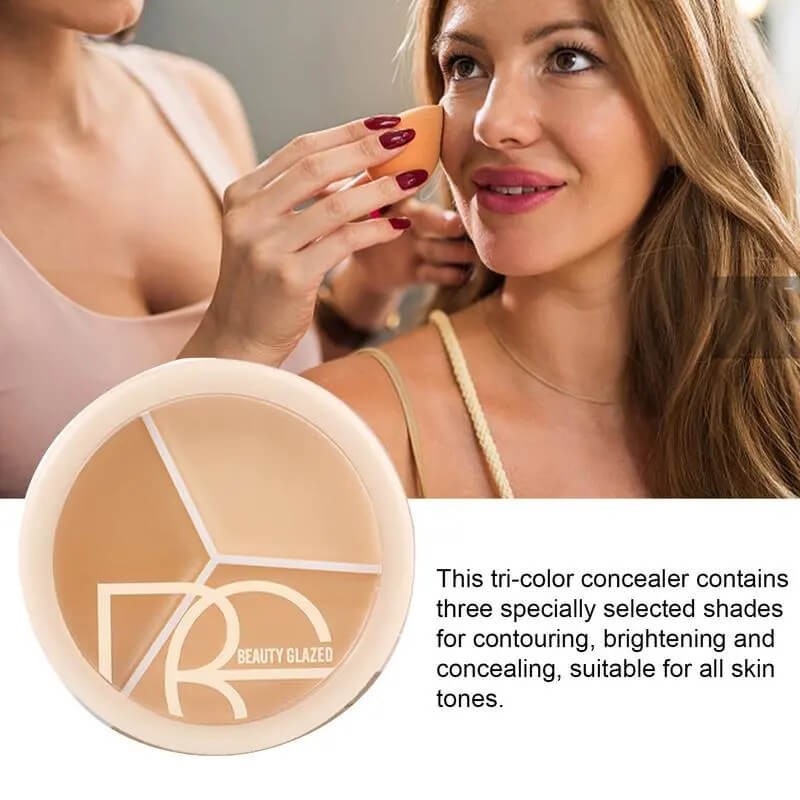 BEAUTY GLAZED
This tri-color concealer contains
three specially selected shades
for contouring, brightening and
concealing, suitable for all skin
tones.